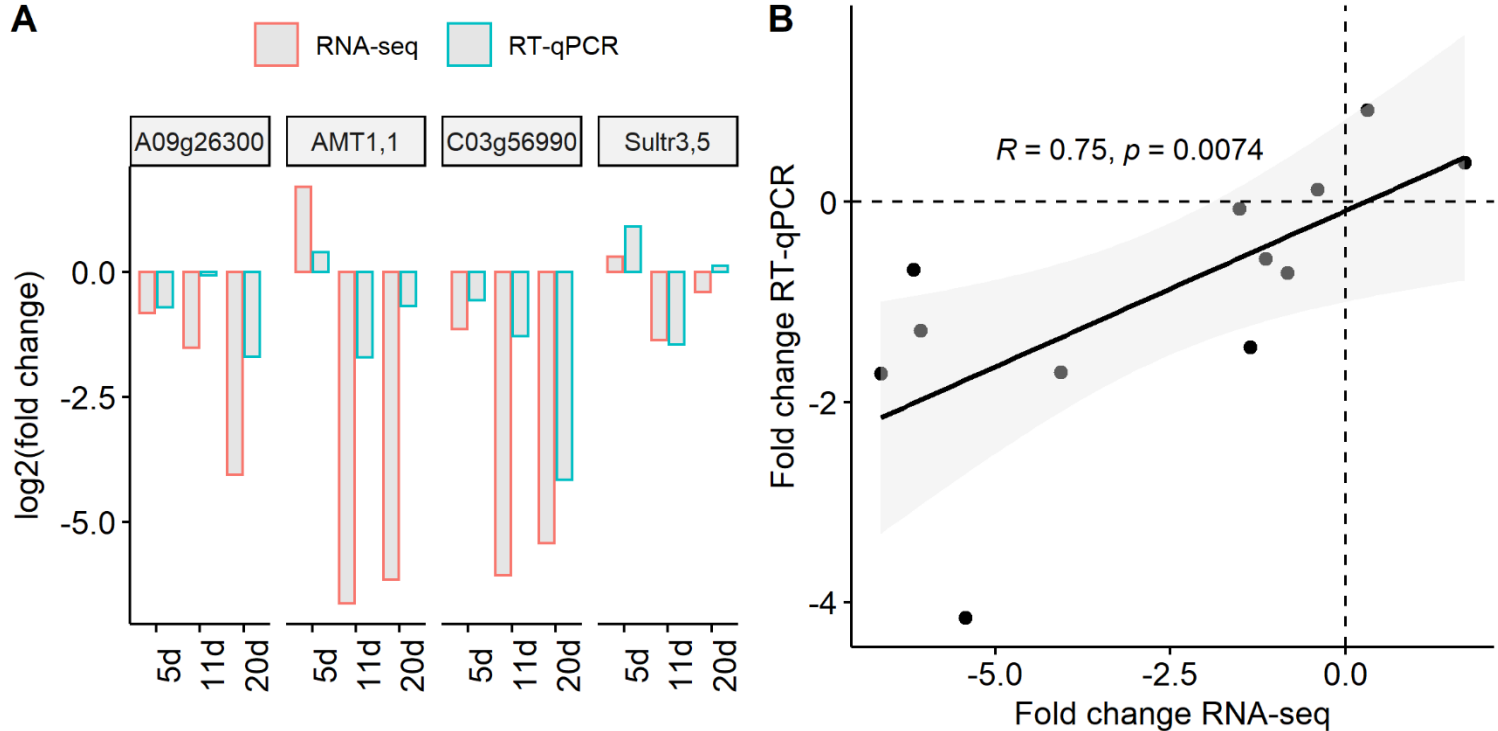 A
RNA-seq RT-qPCR
A09g26300 AMT1,1 C03g56990 Sultr3,5
log2(fold change)
0.0
-2.5
-5.0
5d 11d 20d 5d 11d 20d 5d 11d 20d 5d 11d 20d
B
R = 0.75, p = 0.0074
Fold change RT-qPCR
0
-2
-4
-5.0 -2.5 0.0
Fold change RNA-seq